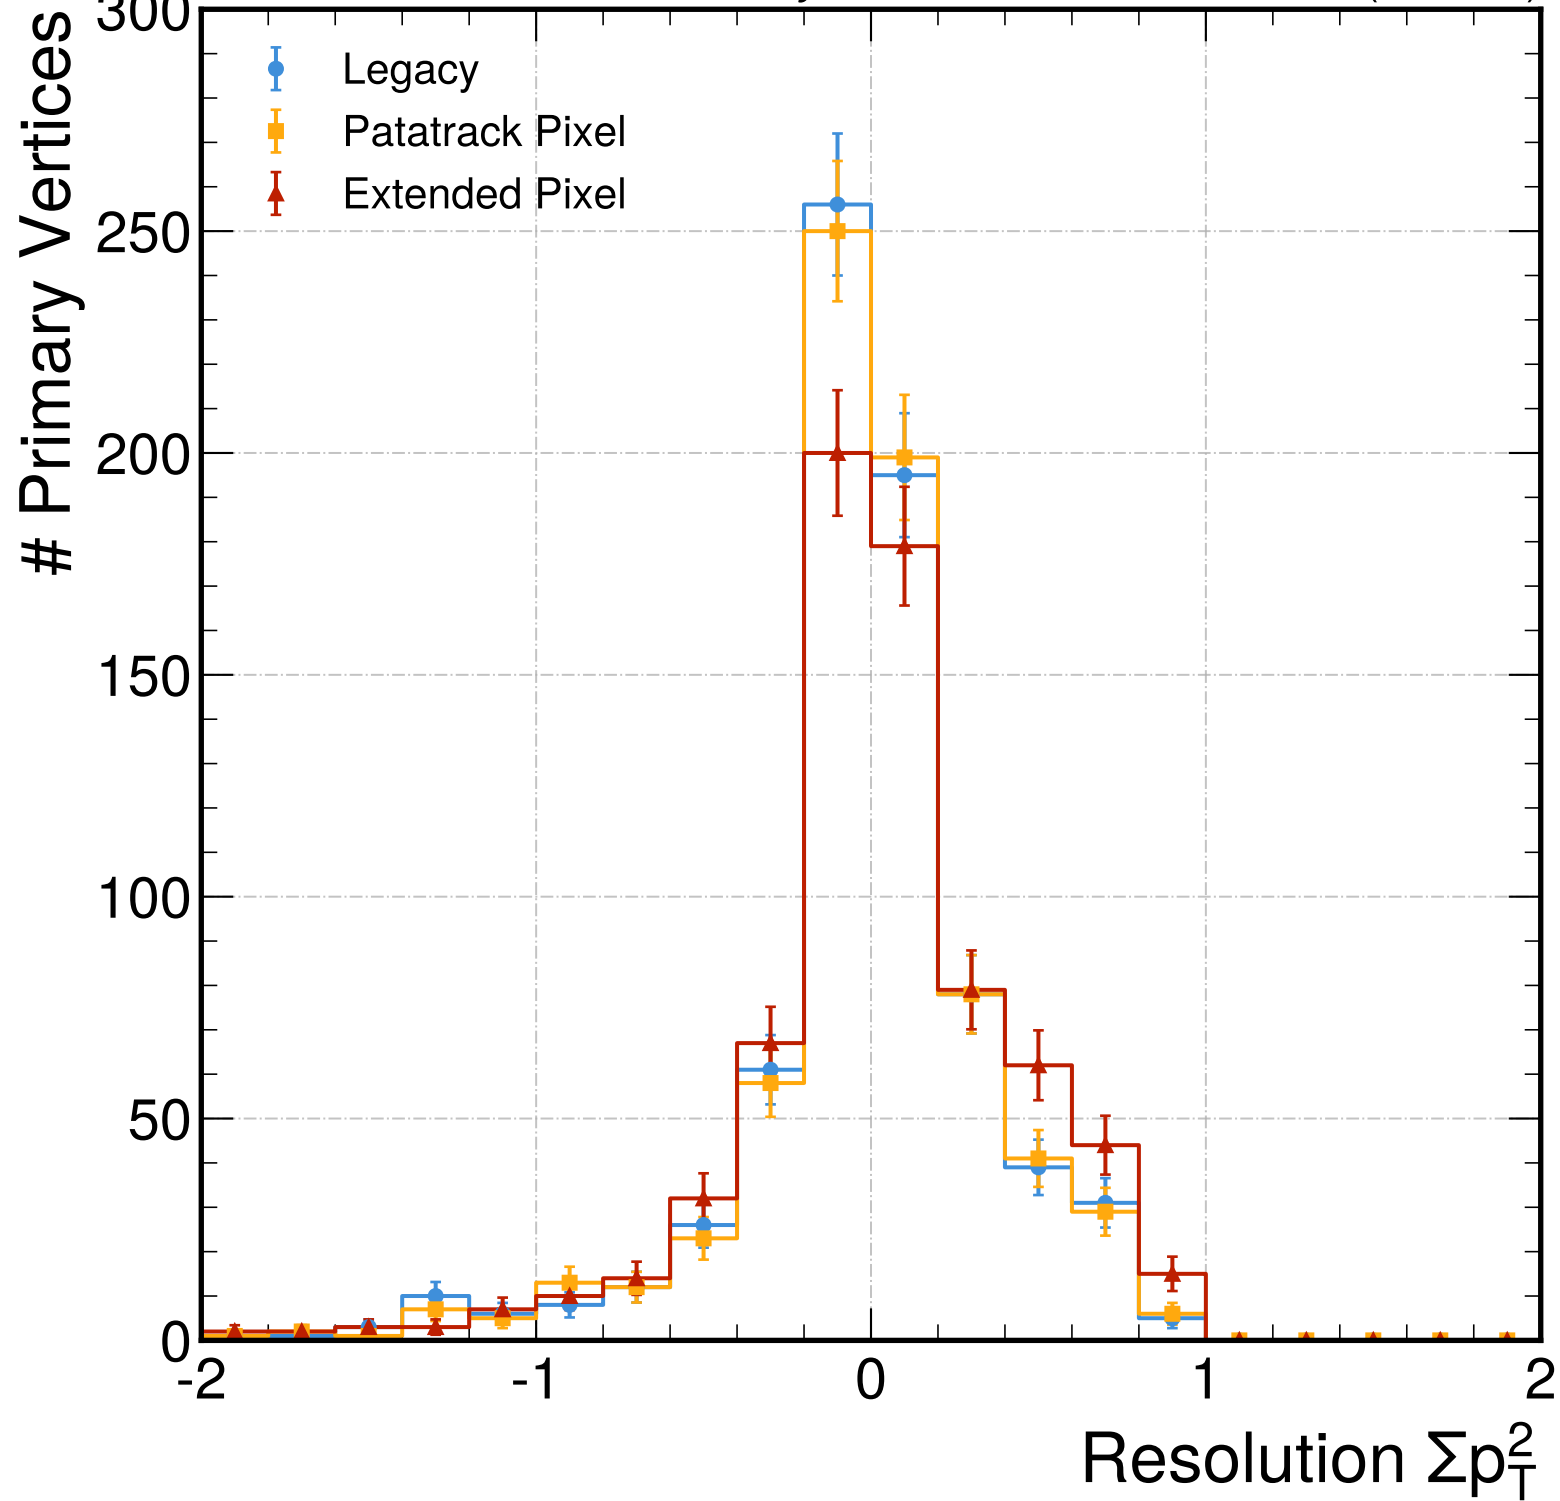 300
Legacy
Patatrack Pixel
Extended Pixel
# Primary Vertices
250
200
150
100
50
0
-2
-1
0
1
2
Resolution Σp²_T